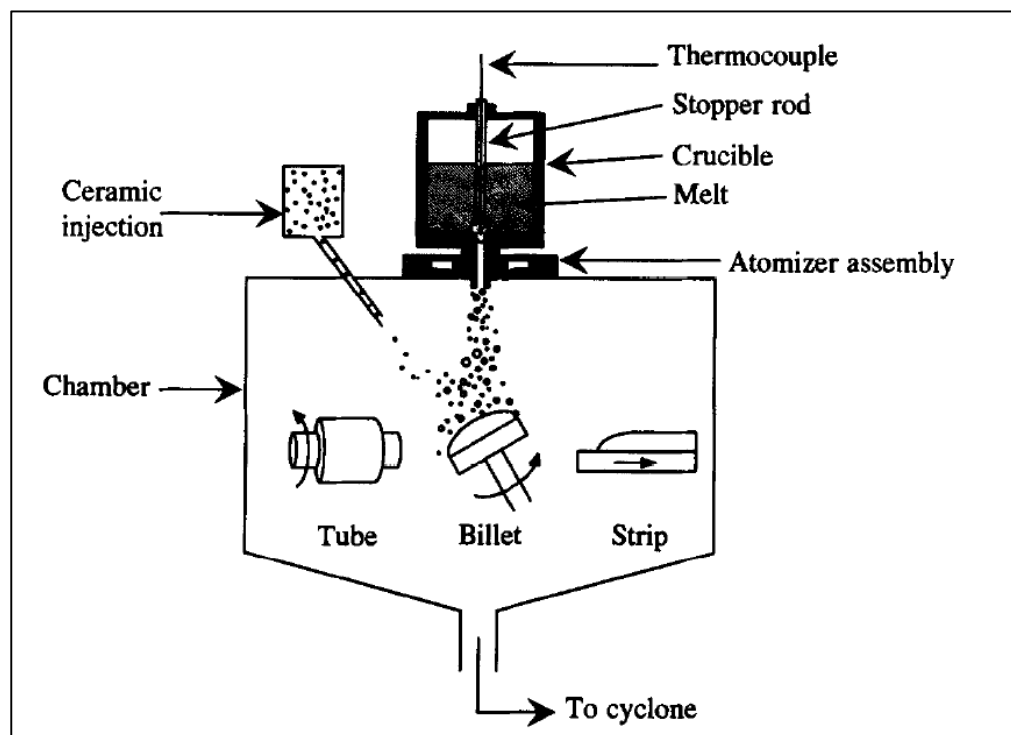 Thermocouple
Stopper rod
Crucible
Melt
Ceramic
injection
Atomizer assembly
Chamber
Tube
Billet
Strip
To cyclone